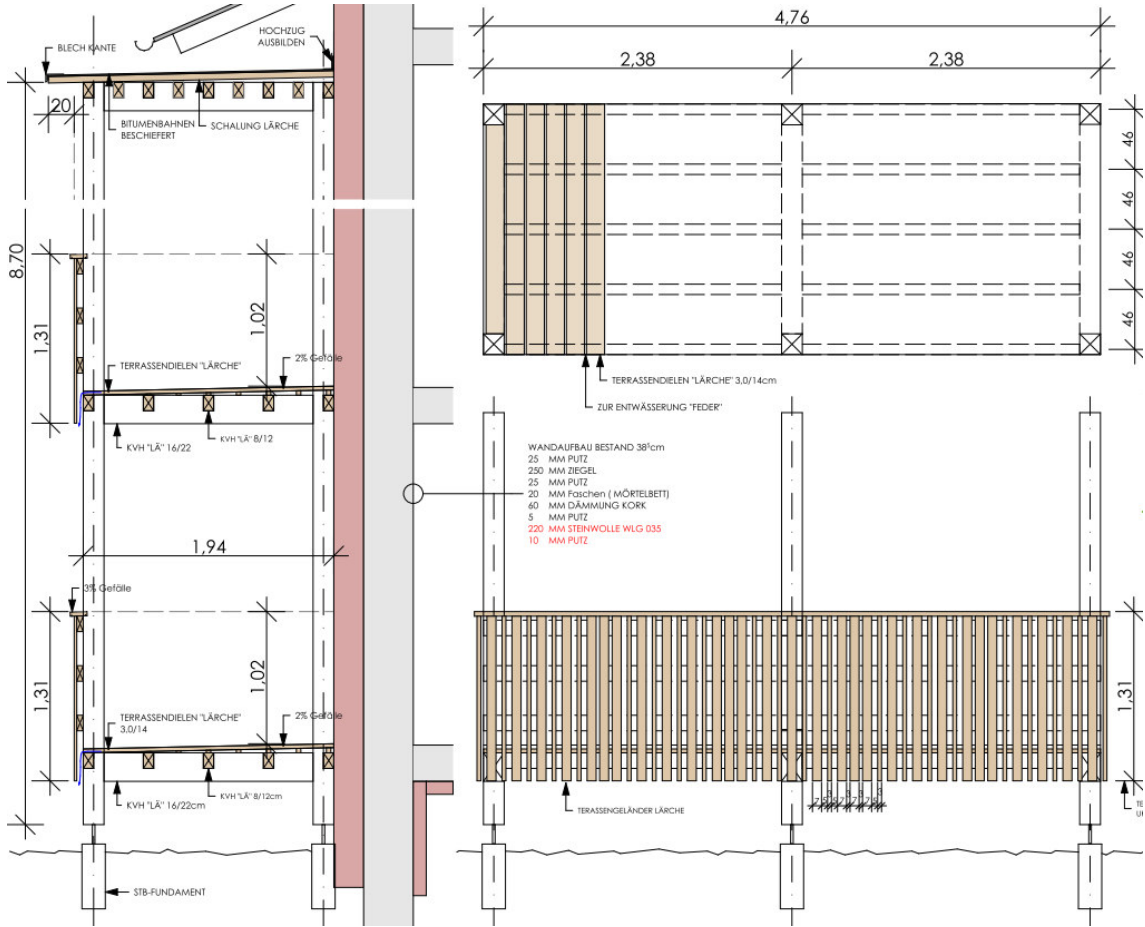 HOCHZUG
AUSBILDEN
BLECH KANTE
20
BITUMENBAHNEN
BESCHIEFERT
SCHALUNG LÄRCHE
8,70
1,31
1,02
TERRASSENDIELEN "LÄRCHE"
2% Gefälle
KVH "LÄ" 16/22
KVH "LÄ" 8/12
1,94
3% Gefälle
1,31
1,02
TERRASSENDIELEN "LÄRCHE"
3,0/14
2% Gefälle
KVH "LÄ" 16/22cm
KVH "LÄ" 8/12cm
STB-FUNDAMENT
4,76
2,38
2,38
46
46
46
46
TERRASSENDIELEN "LÄRCHE" 3,0/14cm
ZUR ENTWÄSSERUNG "FEDER"
WANDAUFBAU BESTAND 38⁵cm
25 MM PUTZ
250 MM ZIEGEL
25 MM PUTZ
20 MM Faschen ( MÖRTELBETT)
60 MM DÄMMUNG KORK
5 MM PUTZ
220 MM STEINWOLLE WLG 035
10 MM PUTZ
1,31
TERASSENGELÄNDER LÄRCHE